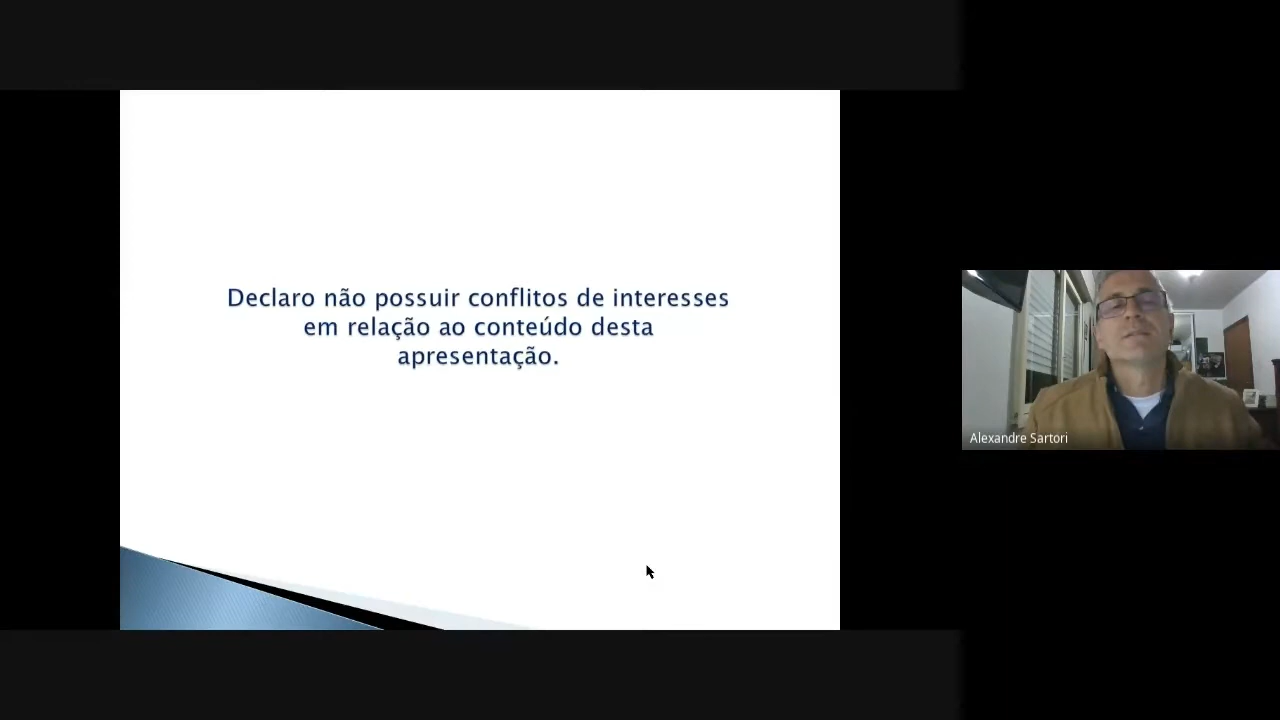 Declaro não possuir conflitos de interesses
em relação ao conteúdo desta
apresentação.
Alexandre Sartori